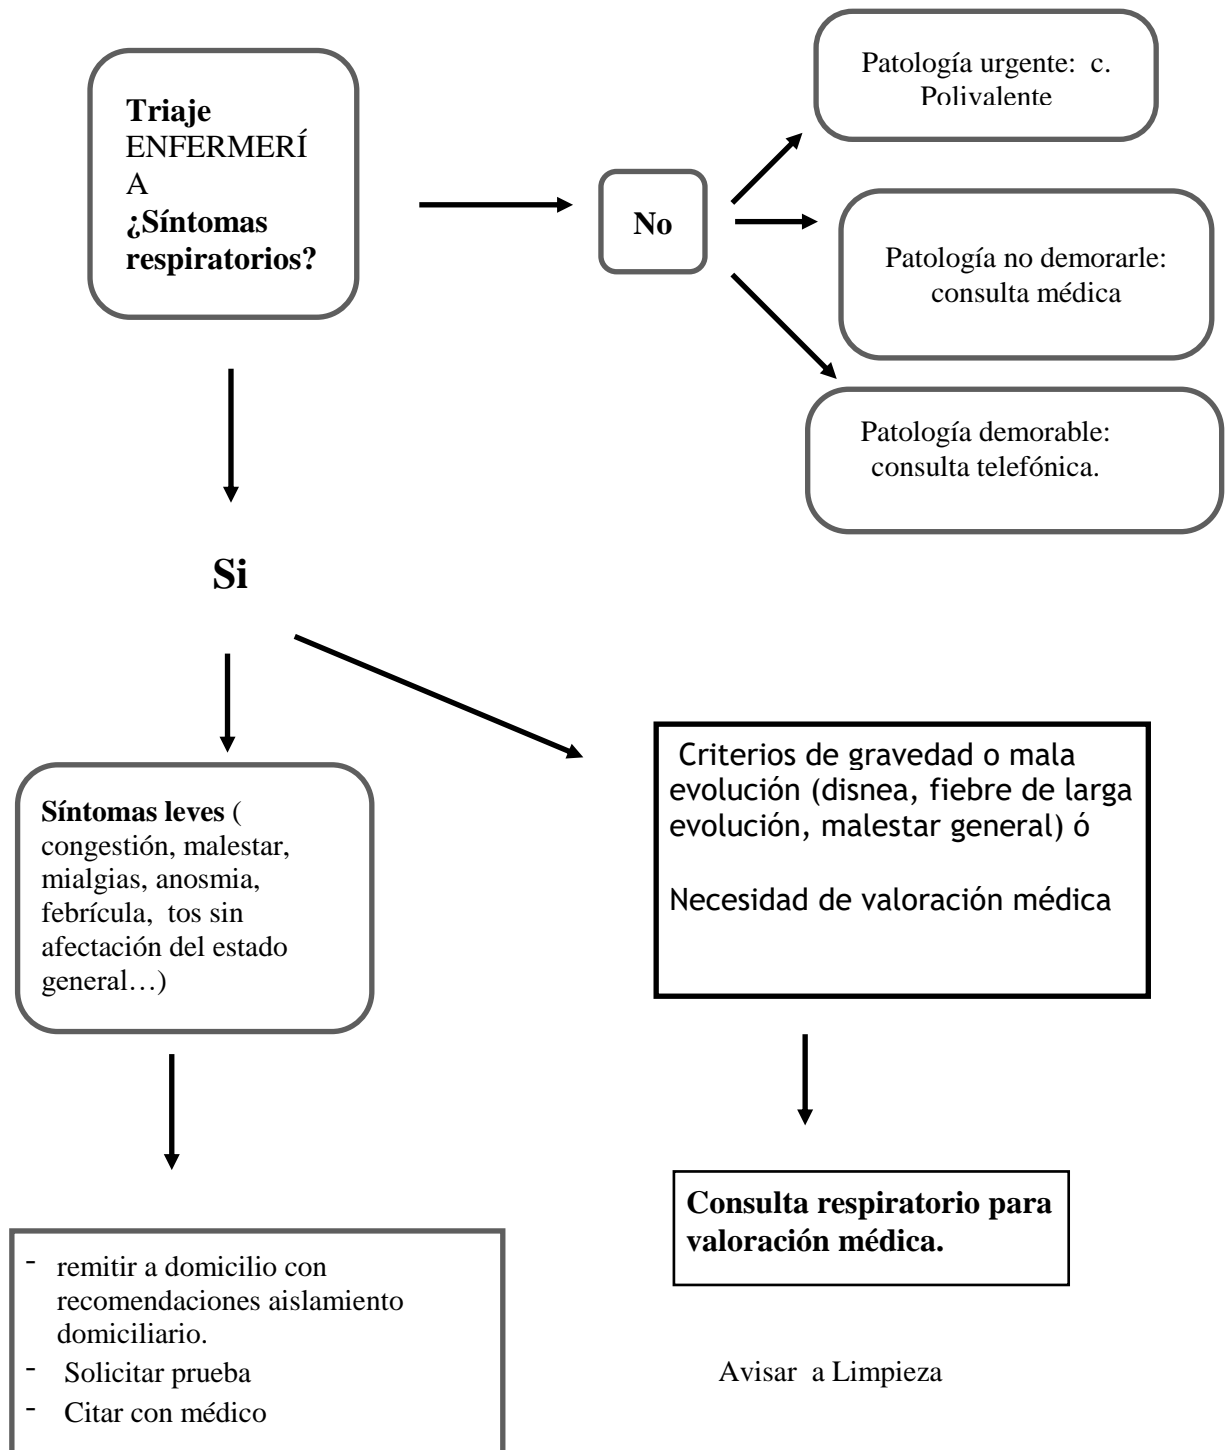 Triaje
ENFERMERÍ
A
¿Síntomas
respiratorios?
No
Patología urgente: c.
Polivalente
Patología no demorarle:
consulta médica
Patología demorable:
consulta telefónica.
Si
Síntomas leves (
congestión, malestar,
mialgias, anosmia,
febrícula, tos sin
afectación del estado
general…)
Criterios de gravedad o mala
evolución (disnea, fiebre de larga
evolución, malestar general) ó
Necesidad de valoración médica
- remitir a domicilio con
recomendaciones aislamiento
domiciliario.
- Solicitar prueba
- Citar con médico
Consulta respiratorio para
valoración médica.
Avisar a Limpieza